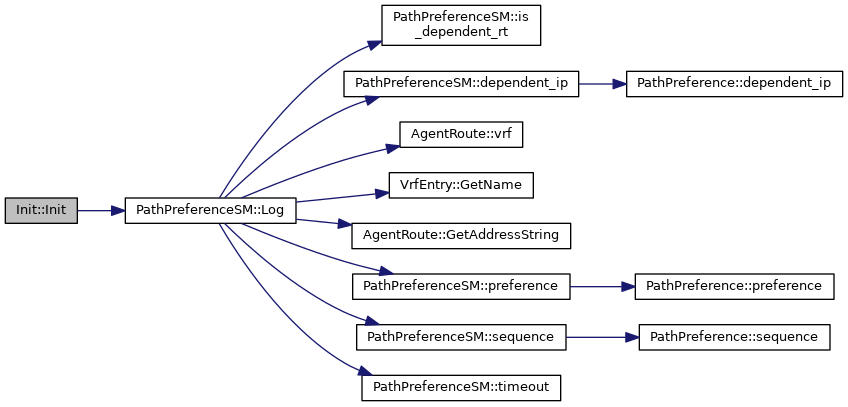 PathPreferenceSM::is
_dependent_rt
PathPreferenceSM::dependent_ip
PathPreference::dependent_ip
AgentRoute::vrf
VrfEntry::GetName
Init::Init
PathPreferenceSM::Log
AgentRoute::GetAddressString
PathPreferenceSM::preference
PathPreference::preference
PathPreferenceSM::sequence
PathPreference::sequence
PathPreferenceSM::timeout